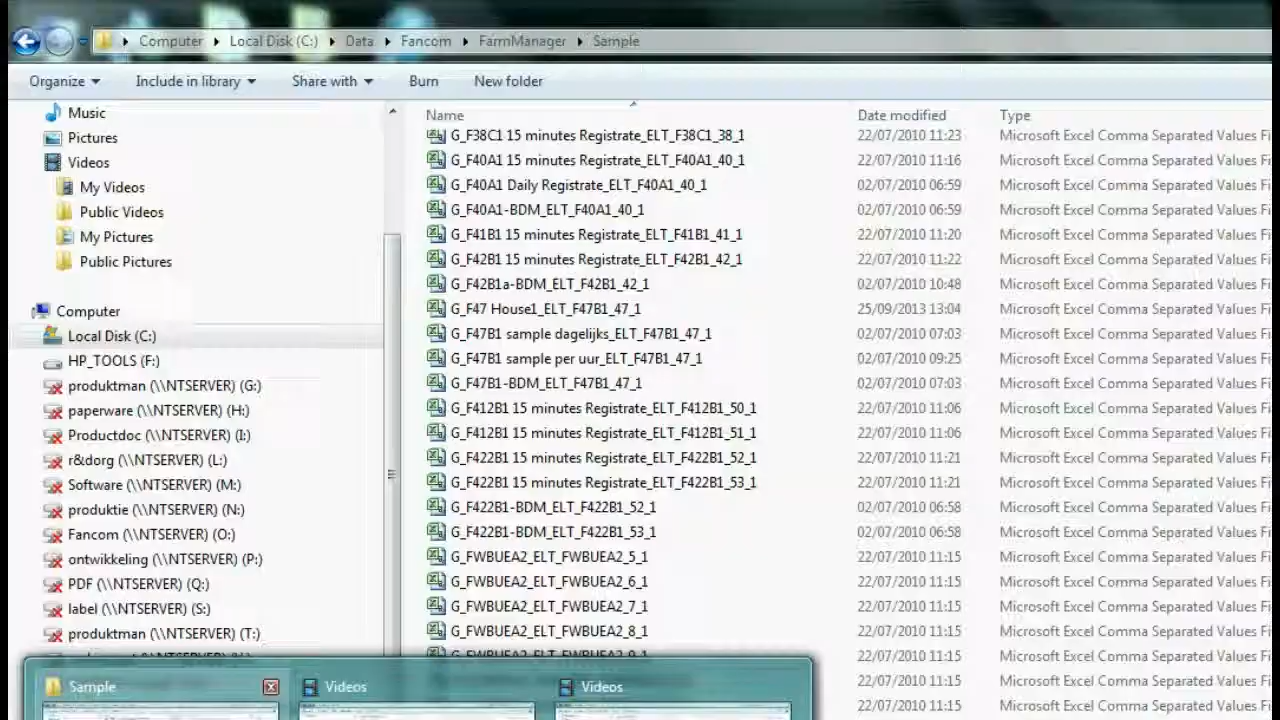 Computer Local Disk (C:) Data Fancom FarmManager Sample
Organize Include in library Share with Burn New folder
Music
Pictures
Videos
My Videos
Public Videos
My Pictures
Public Pictures
Computer
Local Disk (C:)
HP_TOOLS (F:)
produktman (\\NTSERVER) (G:)
paperware (\\NTSERVER) (H:)
Productdoc (\\NTSERVER) (I:)
r&dorg (\\NTSERVER) (L:)
Software (\\NTSERVER) (M:)
produktie (\\NTSERVER) (N:)
Fancom (\\NTSERVER) (O:)
ontwikkeling (\\NTSERVER) (P:)
PDF (\\NTSERVER) (Q:)
label (\\NTSERVER) (S:)
produktman (\\NTSERVER) (T:)
Name Date modified Type
G_F38C1 15 minutes Registrate_ELT_F38C1_38_1 22/07/2010 11:23 Microsoft Excel Comma Separated Values Fi
G_F40A1 15 minutes Registrate_ELT_F40A1_40_1 22/07/2010 11:16 Microsoft Excel Comma Separated Values Fi
G_F40A1 Daily Registrate_ELT_F40A1_40_1 02/07/2010 06:59 Microsoft Excel Comma Separated Values Fi
G_F40A1-BDM_ELT_F40A1_40_1 02/07/2010 06:59 Microsoft Excel Comma Separated Values Fi
G_F41B1 15 minutes Registrate_ELT_F41B1_41_1 22/07/2010 11:20 Microsoft Excel Comma Separated Values Fi
G_F42B1 15 minutes Registrate_ELT_F42B1_42_1 22/07/2010 11:22 Microsoft Excel Comma Separated Values Fi
G_F42B1a-BDM_ELT_F42B1_42_1 02/07/2010 10:48 Microsoft Excel Comma Separated Values Fi
G_F47 House1_ELT_F47B1_47_1 25/09/2013 13:04 Microsoft Excel Comma Separated Values Fi
G_F47B1 sample dagelijks_ELT_F47B1_47_1 02/07/2010 07:03 Microsoft Excel Comma Separated Values Fi
G_F47B1 sample per uur_ELT_F47B1_47_1 02/07/2010 09:25 Microsoft Excel Comma Separated Values Fi
G_F47B1-BDM_ELT_F47B1_47_1 02/07/2010 07:03 Microsoft Excel Comma Separated Values Fi
G_F412B1 15 minutes Registrate_ELT_F412B1_50_1 22/07/2010 11:06 Microsoft Excel Comma Separated Values Fi
G_F412B1 15 minutes Registrate_ELT_F412B1_51_1 22/07/2010 11:06 Microsoft Excel Comma Separated Values Fi
G_F422B1 15 minutes Registrate_ELT_F422B1_52_1 22/07/2010 11:21 Microsoft Excel Comma Separated Values Fi
G_F422B1 15 minutes Registrate_ELT_F422B1_53_1 22/07/2010 11:21 Microsoft Excel Comma Separated Values Fi
G_F422B1-BDM_ELT_F422B1_52_1 02/07/2010 06:58 Microsoft Excel Comma Separated Values Fi
G_F422B1-BDM_ELT_F422B1_53_1 02/07/2010 06:58 Microsoft Excel Comma Separated Values Fi
G_FWBUEA2_ELT_FWBUEA2_5_1 22/07/2010 11:15 Microsoft Excel Comma Separated Values Fi
G_FWBUEA2_ELT_FWBUEA2_6_1 22/07/2010 11:15 Microsoft Excel Comma Separated Values Fi
G_FWBUEA2_ELT_FWBUEA2_7_1 22/07/2010 11:15 Microsoft Excel Comma Separated Values Fi
G_FWBUEA2_ELT_FWBUEA2_8_1 22/07/2010 11:15 Microsoft Excel Comma Separated Values Fi
G_FWBUEA2_ELT_FWBUEA2_9_1 22/07/2010 11:15 Microsoft Excel Comma Separated Values Fi
22/07/2010 11:15 Microsoft Excel Comma Separated Values Fi
22/07/2010 11:15 Microsoft Excel Comma Separated Values Fi
Sample Videos Videos